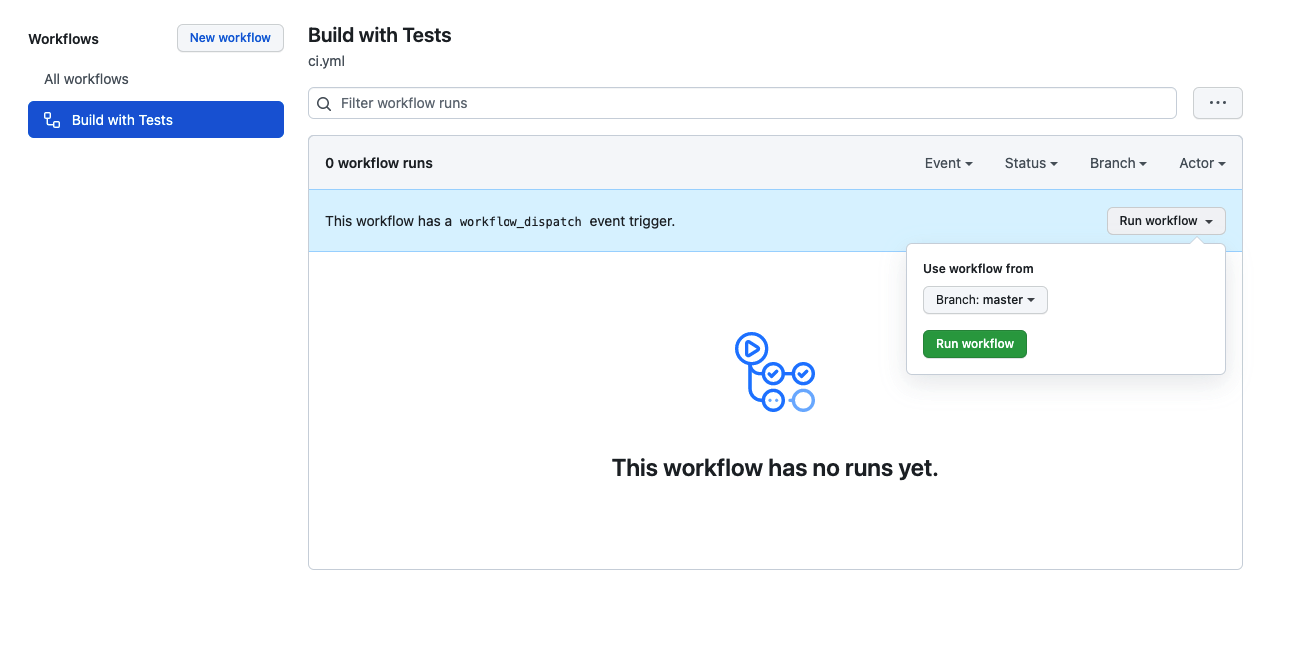 Workflows
New workflow
All workflows
Build with Tests
Build with Tests
ci.yml
Filter workflow runs
0 workflow runs
Event
Status
Branch
Actor
This workflow has a workflow_dispatch event trigger.
Run workflow
Use workflow from
Branch: master
Run workflow
This workflow has no runs yet.